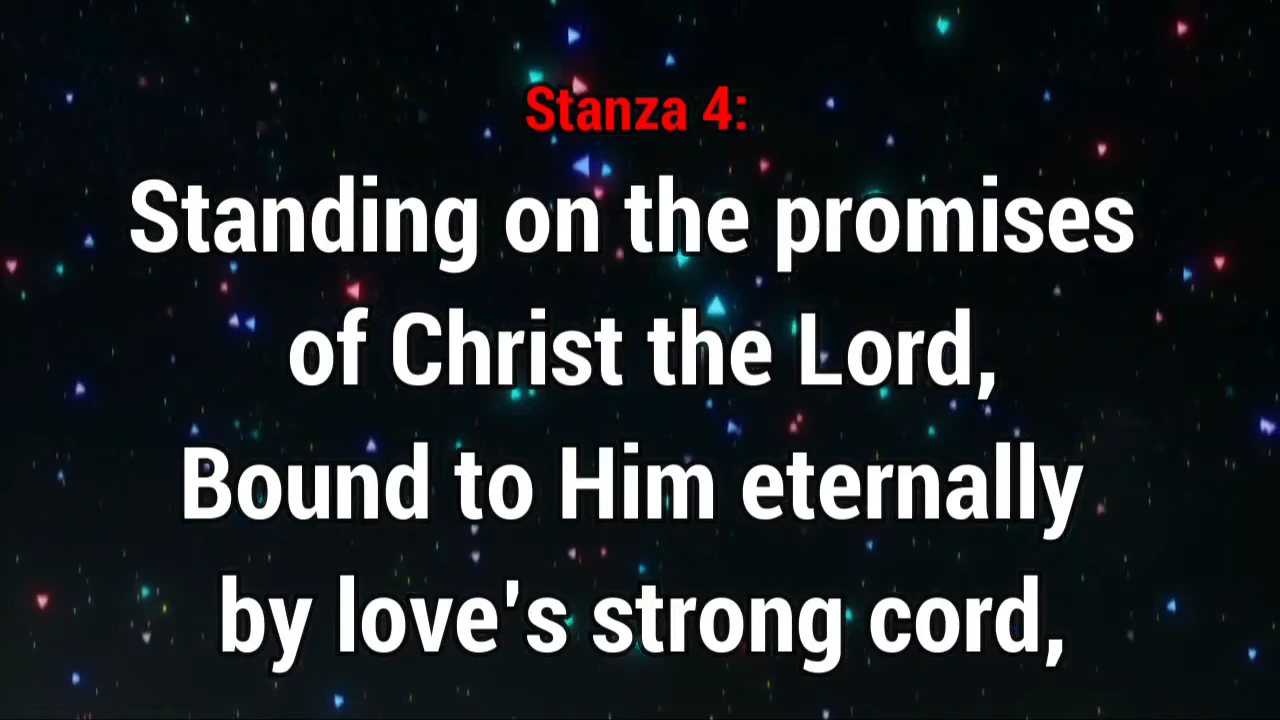 Stanza 4:
Standing on the promises
of Christ the Lord,
Bound to Him eternally
by love's strong cord,